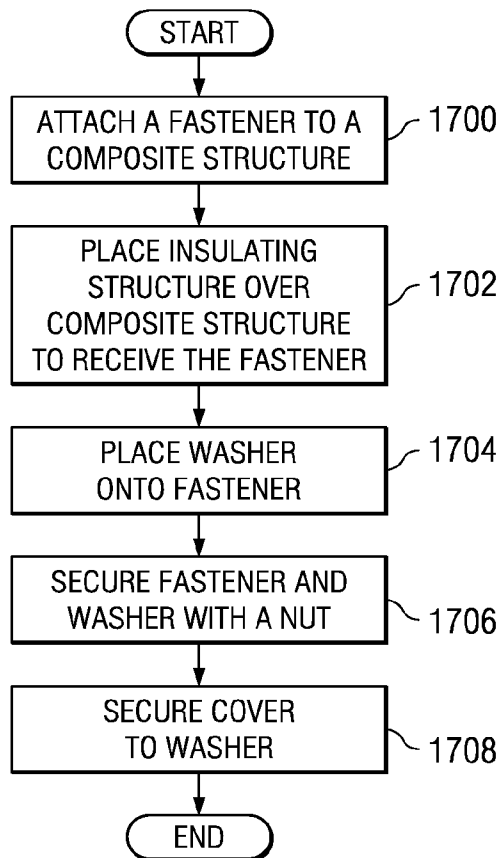 START
ATTACH A FASTENER TO A
COMPOSITE STRUCTURE
1700
PLACE INSULATING
STRUCTURE OVER
COMPOSITE STRUCTURE
TO RECEIVE THE FASTENER
1702
PLACE WASHER
ONTO FASTENER
1704
SECURE FASTENER AND
WASHER WITH A NUT
1706
SECURE COVER
TO WASHER
1708
END